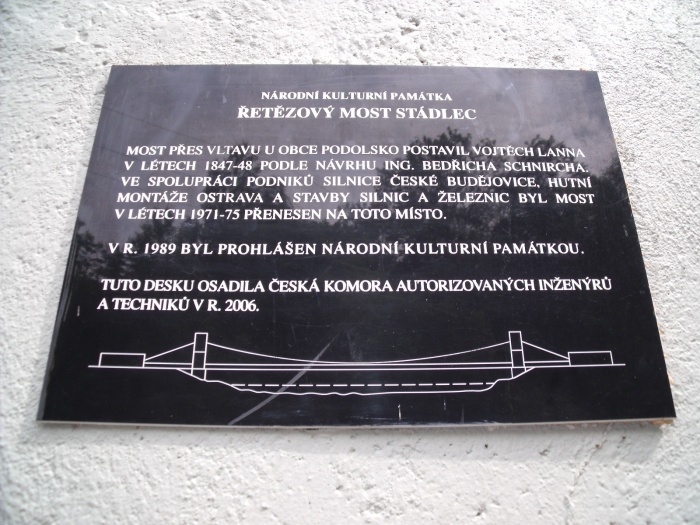 NÁRODNÍ KULTURNÍ PAMÁTKA
ŘETĚZOVÝ MOST STÁDLEC
MOST PŘES VLTAVU U OBCE PODOLSKO POSTAVIL VOJTĚCH LANNA
V LÉTECH 1847-48 PODLE NÁVRHU ING. BEDŘICHA SCHNIRCHA.
VE SPOLUPRÁCI PODNIKŮ SILNICE ČESKÉ BUDĚJOVICE, HUTNÍ
MONTÁŽE OSTRAVA A STAVBY SILNIC A ŽELEZNIC BYL MOST
V LÉTECH 1971-75 PŘENESEN NA TOTO MÍSTO.
V R. 1989 BYL PROHLÁŠEN NÁRODNÍ KULTURNÍ PAMÁTKOU.
TUTO DESKU OSADILA ČESKÁ KOMORA AUTORIZOVANÝCH INŽENÝRŮ
A TECHNIKŮ V R. 2006.